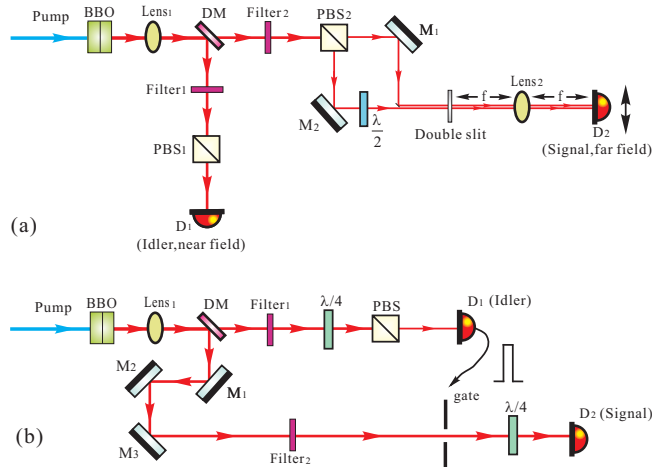 Pump BBO Lens1 DM Filter2 PBS2 M1
Filter1
PBS1
M2 λ/2 Double slit f Lens2 f
D2
(Signal,far field)
D1
(Idler,near field)
(a)
Pump BBO Lens1 DM Filter1 λ/4 PBS D1 (Idler)
M2 M1
gate
λ/4
D2 (Signal)
M3
Filter2
(b)